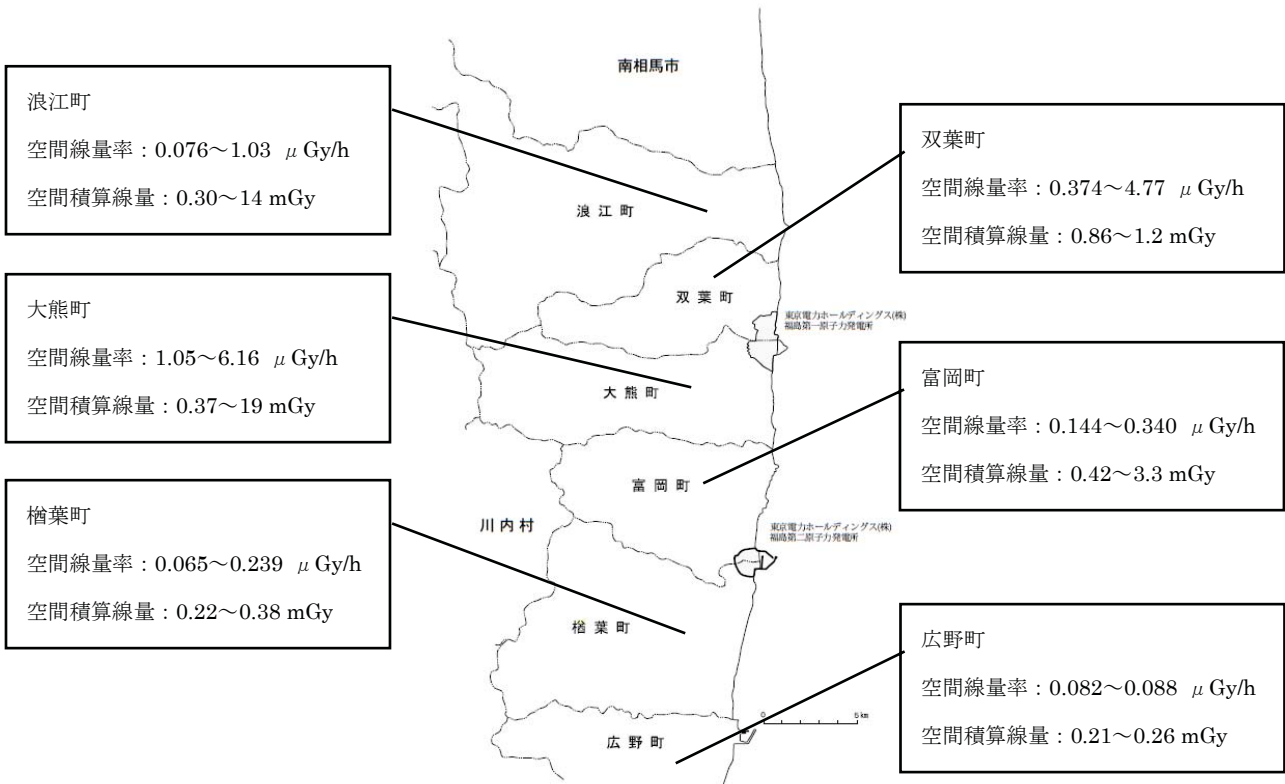 南相馬市
浪江町
空間線量率：0.076～1.03 μGy/h
空間積算線量：0.30～14 mGy
双葉町
空間線量率：0.374～4.77 μGy/h
空間積算線量：0.86～1.2 mGy
浪江町
大熊町
空間線量率：1.05～6.16 μGy/h
空間積算線量：0.37～19 mGy
双葉町
東京電力ホールディングス(株)
福島第一原子力発電所
大熊町
富岡町
空間線量率：0.144～0.340 μGy/h
空間積算線量：0.42～3.3 mGy
富岡町
楢葉町
空間線量率：0.065～0.239 μGy/h
空間積算線量：0.22～0.38 mGy
川内村
東京電力ホールディングス(株)
福島第二原子力発電所
楢葉町
広野町
空間線量率：0.082～0.088 μGy/h
空間積算線量：0.21～0.26 mGy
0 5km
広野町